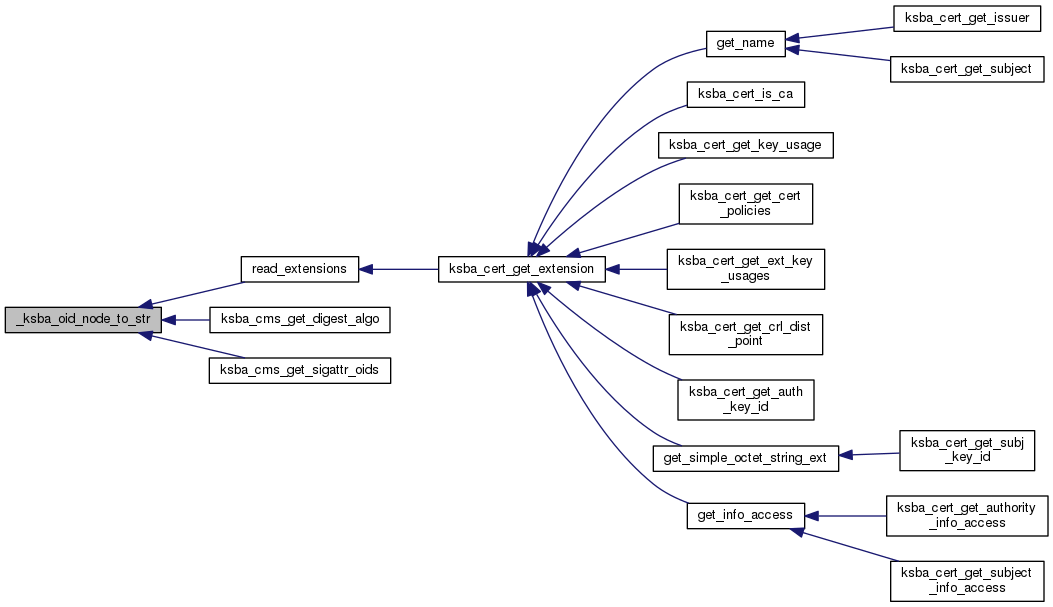 ksba_cert_get_issuer
get_name
ksba_cert_get_subject
ksba_cert_is_ca
ksba_cert_get_key_usage
ksba_cert_get_cert
_policies
ksba_cert_get_ext_key
_usages
read_extensions
ksba_cert_get_extension
_ksba_oid_node_to_str
ksba_cms_get_digest_algo
ksba_cert_get_crl_dist
_point
ksba_cms_get_sigattr_oids
ksba_cert_get_auth
_key_id
get_simple_octet_string_ext
ksba_cert_get_subj
_key_id
get_info_access
ksba_cert_get_authority
_info_access
ksba_cert_get_subject
_info_access